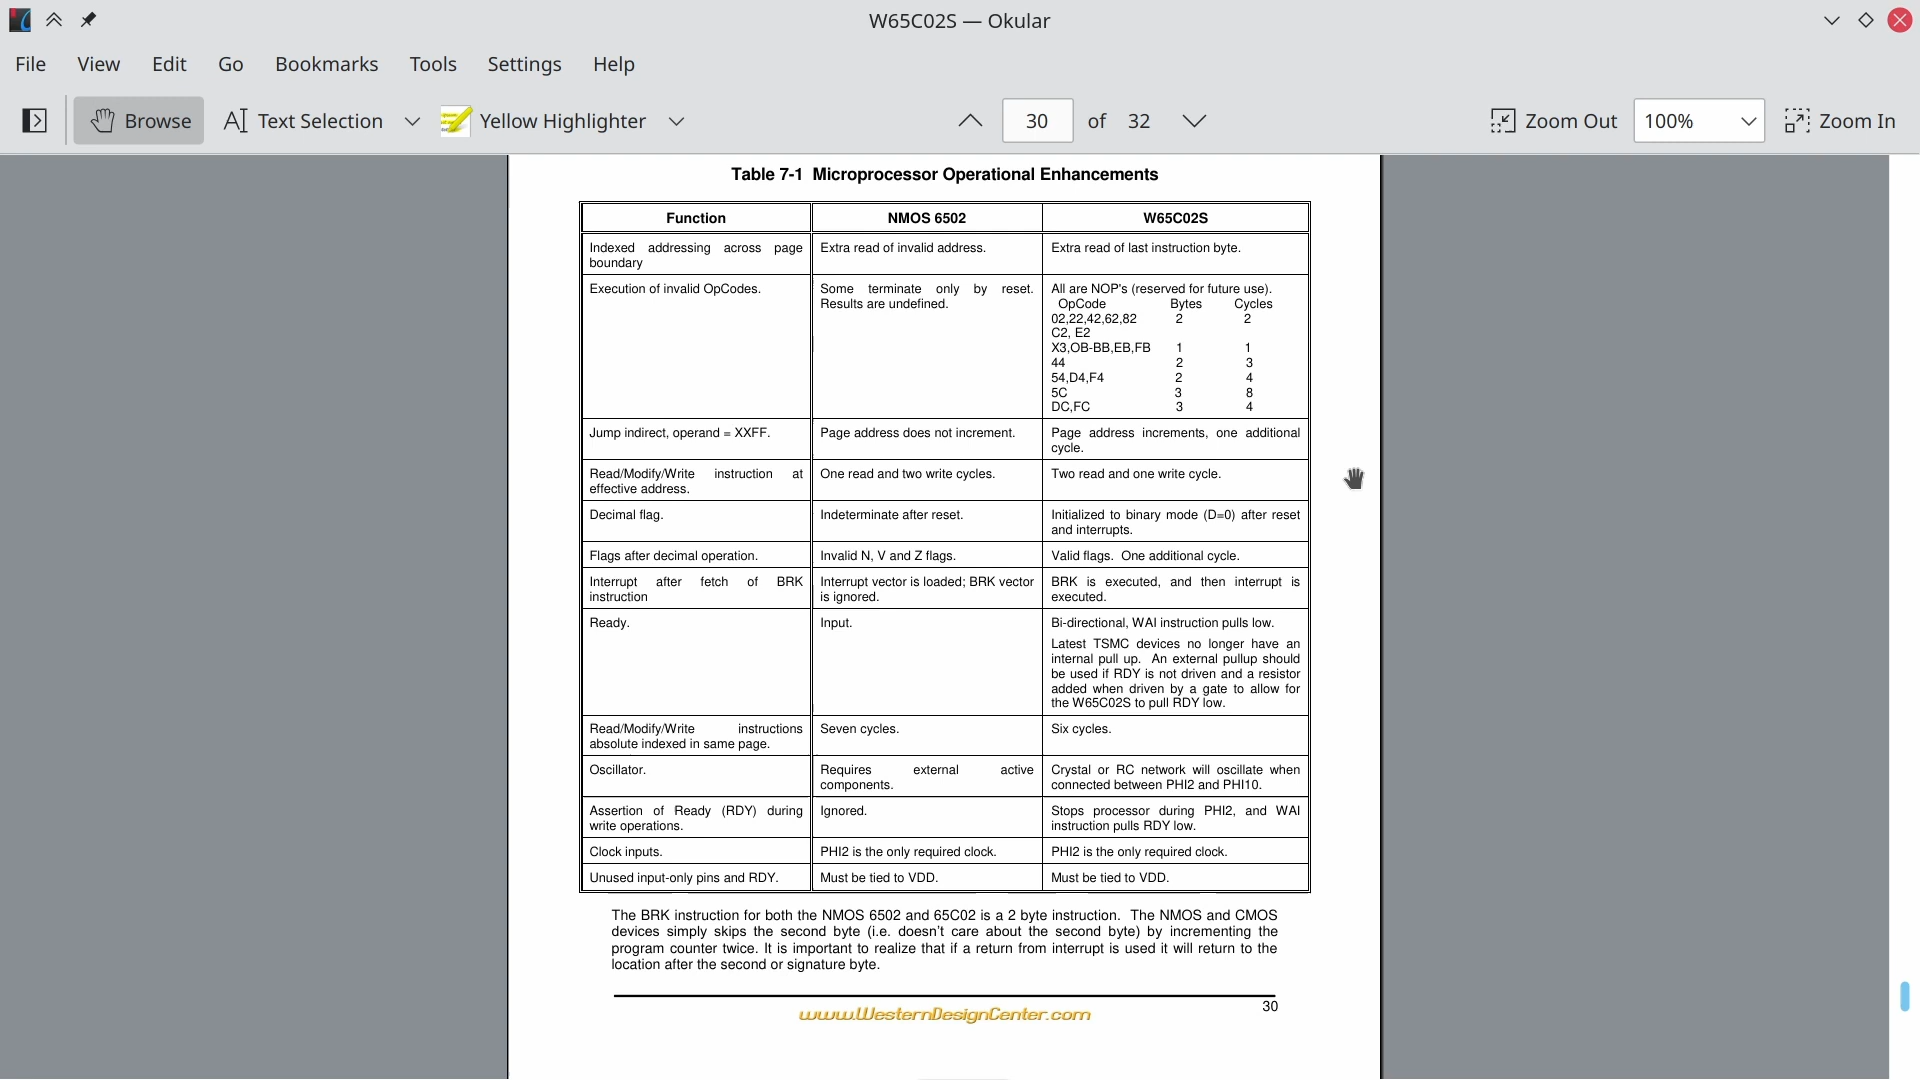 W65C02S — Okular
File View Edit Go Bookmarks Tools Settings Help
Browse Text Selection Yellow Highlighter 30 of 32 Zoom Out 100% Zoom In
Table 7-1 Microprocessor Operational Enhancements
Function NMOS 6502 W65C02S
Indexed addressing across page boundary
Extra read of invalid address.
Extra read of last instruction byte.
Execution of invalid OpCodes.
Some terminate only by reset.
Results are undefined.
All are NOP's (reserved for future use).
OpCode Bytes Cycles
02,22,42,62,82 2 2
C2, E2
X3,OB-BB,EB,FB 1 1
44 2 3
54,D4,F4 2 4
5C 3 8
DC,FC 3 4
Jump indirect, operand = XXFF.
Page address does not increment.
Page address increments, one additional
cycle.
Read/Modify/Write instruction at
effective address.
One read and two write cycles.
Two read and one write cycle.
Decimal flag.
Indeterminate after reset.
Initialized to binary mode (D=0) after reset
and interrupts.
Flags after decimal operation.
Invalid N, V and Z flags.
Valid flags. One additional cycle.
Interrupt after fetch of BRK
instruction
Interrupt vector is loaded; BRK vector
is ignored.
BRK is executed, and then interrupt is
executed.
Ready.
Input.
Bi-directional, WAI instruction pulls low.
Latest TSMC devices no longer have an
internal pull up. An external pullup should
be used if RDY is not driven and a resistor
added when driven by a gate to allow for
the W65C02S to pull RDY low.
Read/Modify/Write instructions
absolute indexed in same page.
Seven cycles.
Six cycles.
Oscillator.
Requires external active
components.
Crystal or RC network will oscillate when
connected between PHI2 and PHI10.
Assertion of Ready (RDY) during
write operations.
Ignored.
Stops processor during PHI2, and WAI
instruction pulls RDY low.
Clock inputs.
PHI2 is the only required clock.
PHI2 is the only required clock.
Unused input-only pins and RDY.
Must be tied to VDD.
Must be tied to VDD.
The BRK instruction for both the NMOS 6502 and 65C02 is a 2 byte instruction. The NMOS and CMOS
devices simply skips the second byte (i.e. doesn't care about the second byte) by incrementing the
program counter twice. It is important to realize that if a return from interrupt is used it will return to the
location after the second or signature byte.
30
www.WesternDesignCenter.com